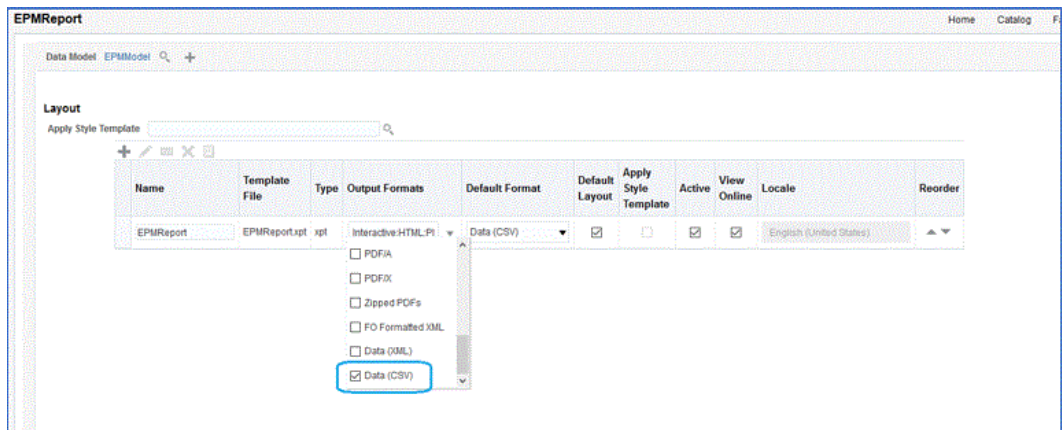 EPMReport
Home Catalog
Data Model EPMModel
Layout
Apply Style Template
Name Template File Type Output Formats Default Format Default Layout Apply Style Template Active View Online Locale Reorder
EPMReport EPMReport.xpt xpt Interactive;HTML;PI Data (CSV) English (United States)
PDF/A
PDF/X
Zipped PDFs
FO Formatted XML
Data (XML)
Data (CSV)